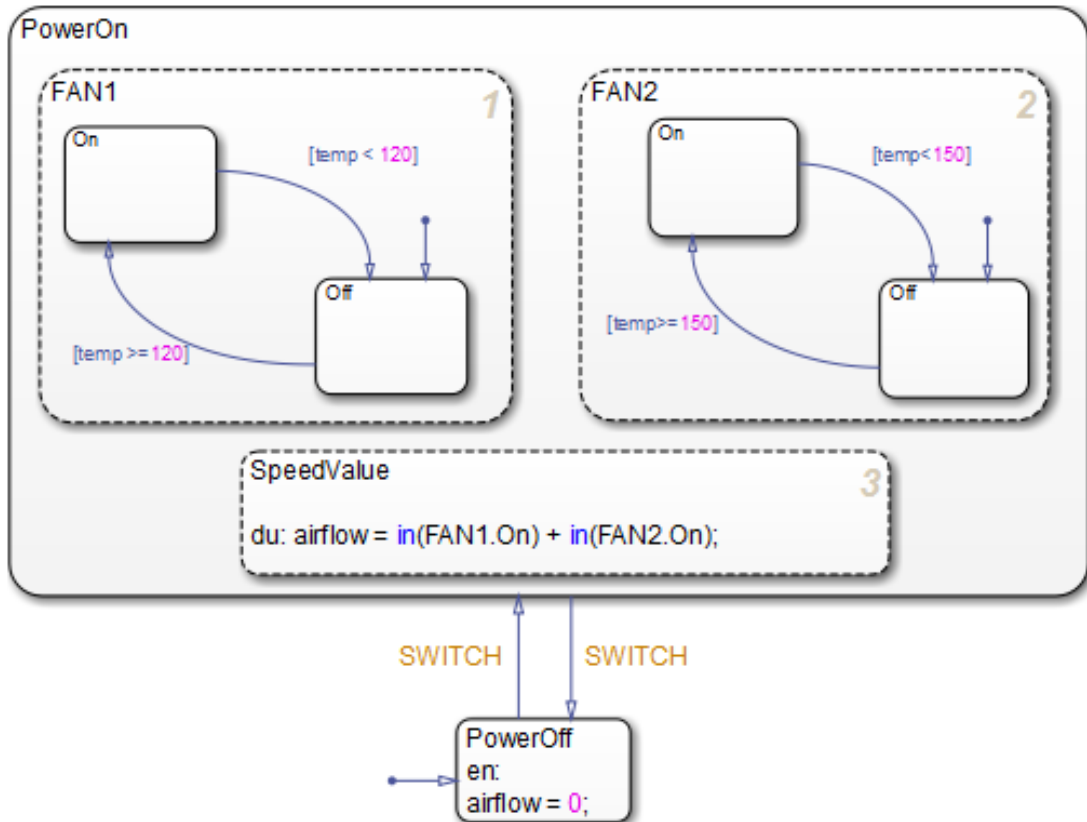 PowerOn
FAN1
1
On
[temp < 120]
Off
[temp >= 120]
FAN2
2
On
[temp<150]
Off
[temp>= 150]
SpeedValue
3
du: airflow = in(FAN1.On) + in(FAN2.On);
SWITCH
SWITCH
PowerOff
en:
airflow = 0;